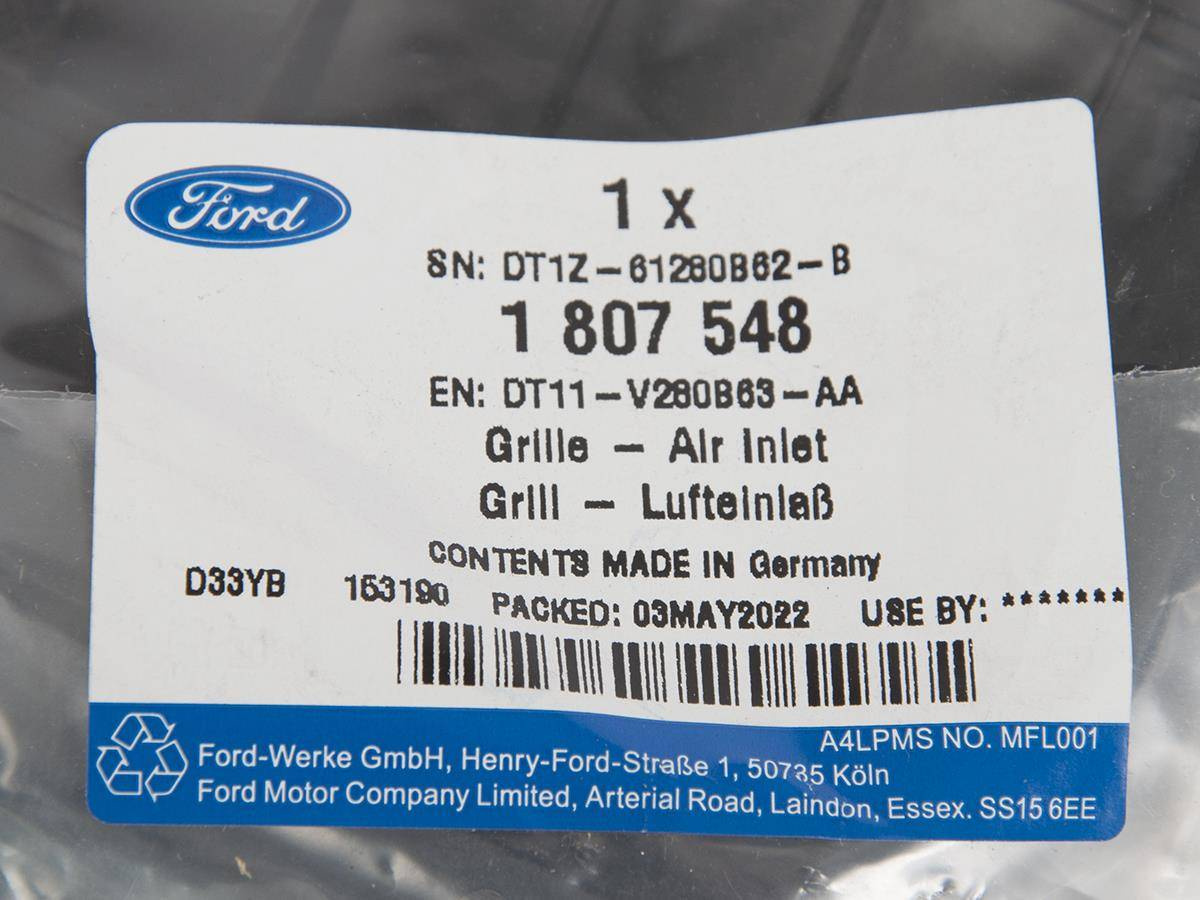 Ford
1 x
SN: DT1Z-61280B62-B
1 807 548
EN: DT11-V280B63-AA
Grille - Air Inlet
Grill - Lufteinlaß
CONTENTS MADE IN Germany
D33YB 153190 PACKED: 03MAY2022 USE BY: *******
A4LPMS NO. MFL001
Ford-Werke GmbH, Henry-Ford-Straße 1, 50735 Köln
Ford Motor Company Limited, Arterial Road, Laindon, Essex. SS15 6EE